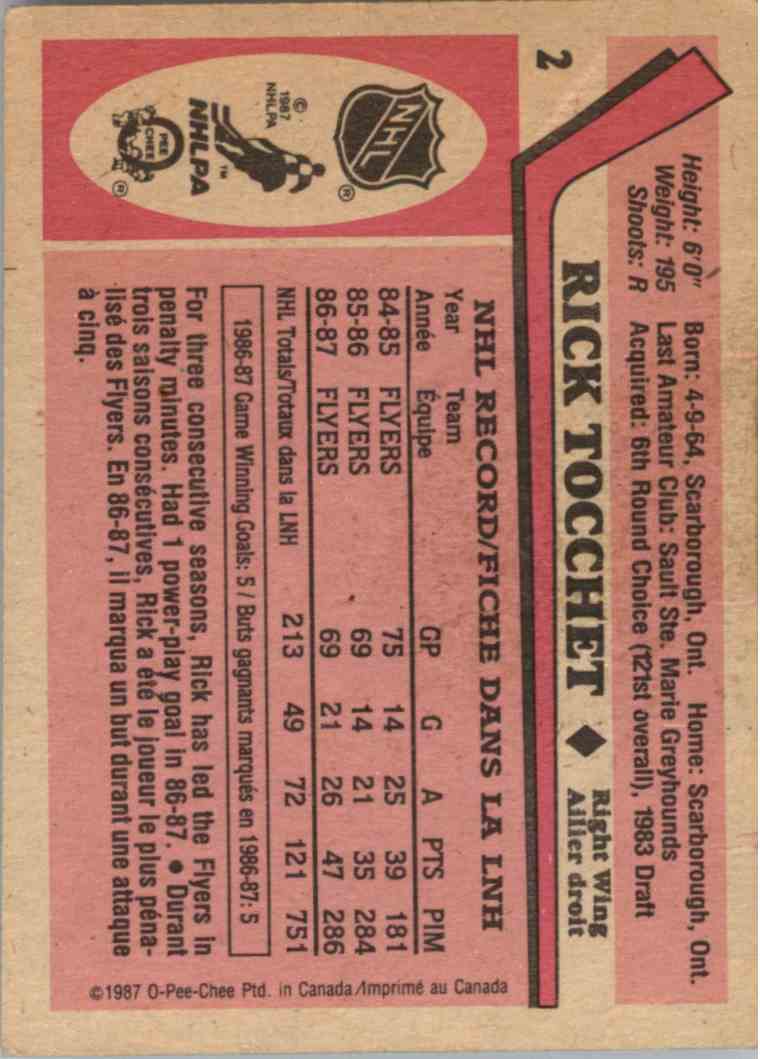 2
Height: 6'0" Born: 4-9-64, Scarborough, Ont. Home: Scarborough, Ont.
Weight: 195 Last Amateur Club: Sault Ste. Marie Greyhounds
Shoots: R Acquired: 6th Round Choice (121st overall), 1983 Draft
RICK TOCCHET ◆ Right Wing
Ailier droit
NHL
®
© 1987 NHLPA
NHLPA
™
O PEE CHEE
®
NHL RECORD/FICHE DANS LA LNH
Year Team
Année Équipe GP G A PTS PIM
84-85 FLYERS 75 14 25 39 181
85-86 FLYERS 69 14 21 35 284
86-87 FLYERS 69 21 26 47 286
NHL Totals/Totaux dans la LNH 213 49 72 121 751
1986-87 Game Winning Goals: 5 / Buts gagnants marqués en 1986-87: 5
For three consecutive seasons, Rick has led the Flyers in
penalty minutes. Had 1 power-play goal in 86-87. ● Durant
trois saisons consécutives, Rick a été le joueur le plus péna-
lisé des Flyers. En 86-87, il marqua un but durant une attaque
à cinq.
©1987 O-Pee-Chee Ptd. in Canada/Imprimé au Canada